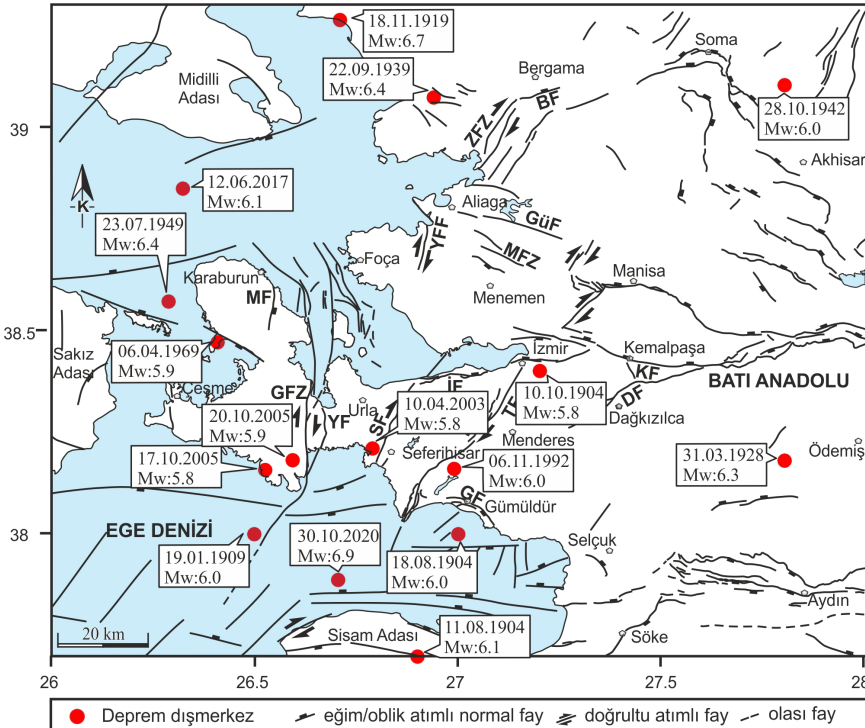 18.11.1919
Mw:6.7
Soma
Midilli
Adası
22.09.1939
Mw:6.4
Bergama
BF
ZFZ
28.10.1942
Mw:6.0
39
Akhisar
K
12.06.2017
Mw:6.1
Aliaga
GüF
23.07.1949
Mw:6.4
YFF
MFZ
Foça
Karaburun
MF
Manisa
Menemen
38.5
Sakız
Adası
06.04.1969
Mw:5.9
İzmir
Kemalpaşa
KF
BATI ANADOLU
Çeşme
GFZ
İF
DF
10.10.1904
Mw:5.8
Dağkızılca
20.10.2005
Mw:5.9
YF
Urla
SF
10.04.2003
Mw:5.8
TF
Menderes
Seferihisar
17.10.2005
Mw:5.8
06.11.1992
Mw:6.0
31.03.1928
Mw:6.3
Ödemiş
GF
Gümüldür
38
EGE DENİZİ
19.01.1909
Mw:6.0
30.10.2020
Mw:6.9
18.08.1904
Mw:6.0
Selçuk
Aydın
20 km
Sisam Adası
11.08.1904
Mw:6.1
Söke
26
26.5
27
27.5
28
Deprem dışmerkez
eğim/oblik atımlı normal fay
doğrultu atımlı fay
olası fay